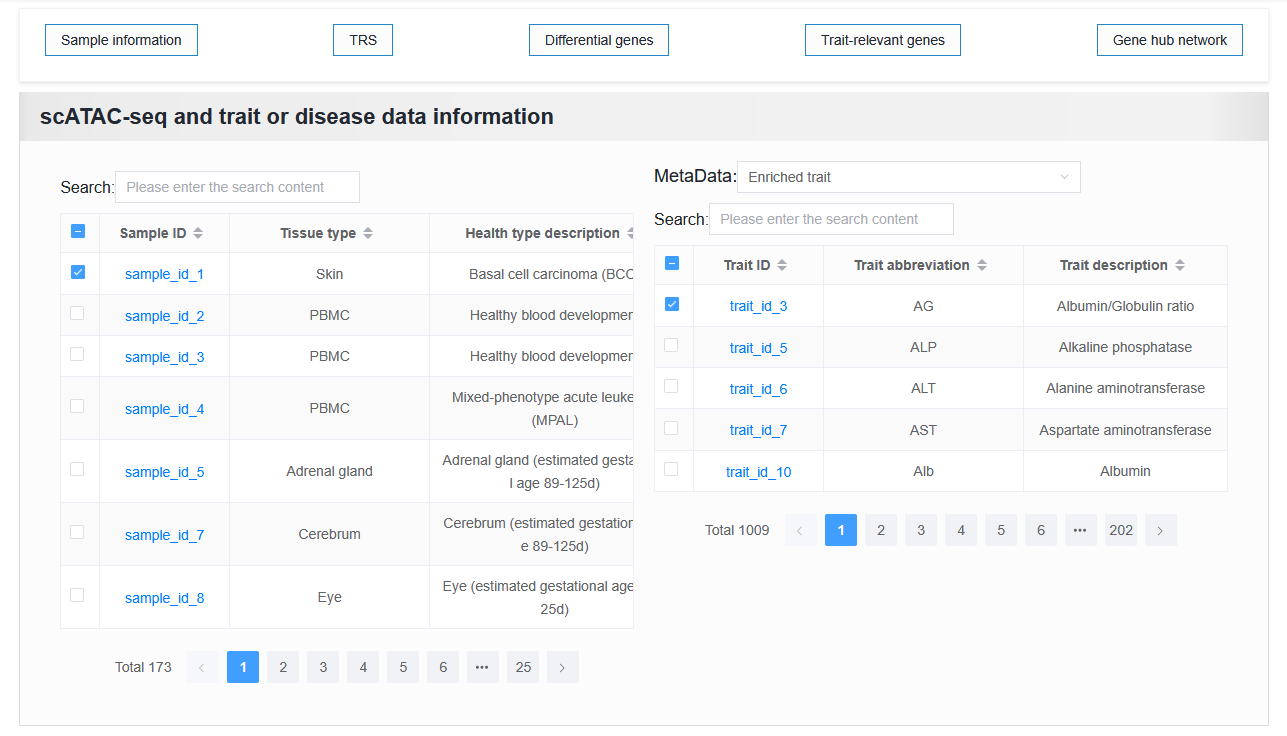 Sample information
TRS
Differential genes
Trait-relevant genes
Gene hub network
scATAC-seq and trait or disease data information
Search: Please enter the search content
Sample ID Tissue type Health type description
sample_id_1 Skin Basal cell carcinoma (BCC
sample_id_2 PBMC Healthy blood developmen
sample_id_3 PBMC Healthy blood developmen
sample_id_4 PBMC Mixed-phenotype acute leuke
(MPAL)
sample_id_5 Adrenal gland Adrenal gland (estimated gesta
l age 89-125d)
sample_id_7 Cerebrum Cerebrum (estimated gestation
e 89-125d)
sample_id_8 Eye Eye (estimated gestational age
25d)
Total 173 < 1 2 3 4 5 6 ••• 25 >
MetaData: Enriched trait
Search: Please enter the search content
Trait ID Trait abbreviation Trait description
trait_id_3 AG Albumin/Globulin ratio
trait_id_5 ALP Alkaline phosphatase
trait_id_6 ALT Alanine aminotransferase
trait_id_7 AST Aspartate aminotransferase
trait_id_10 Alb Albumin
Total 1009 < 1 2 3 4 5 6 ••• 202 >